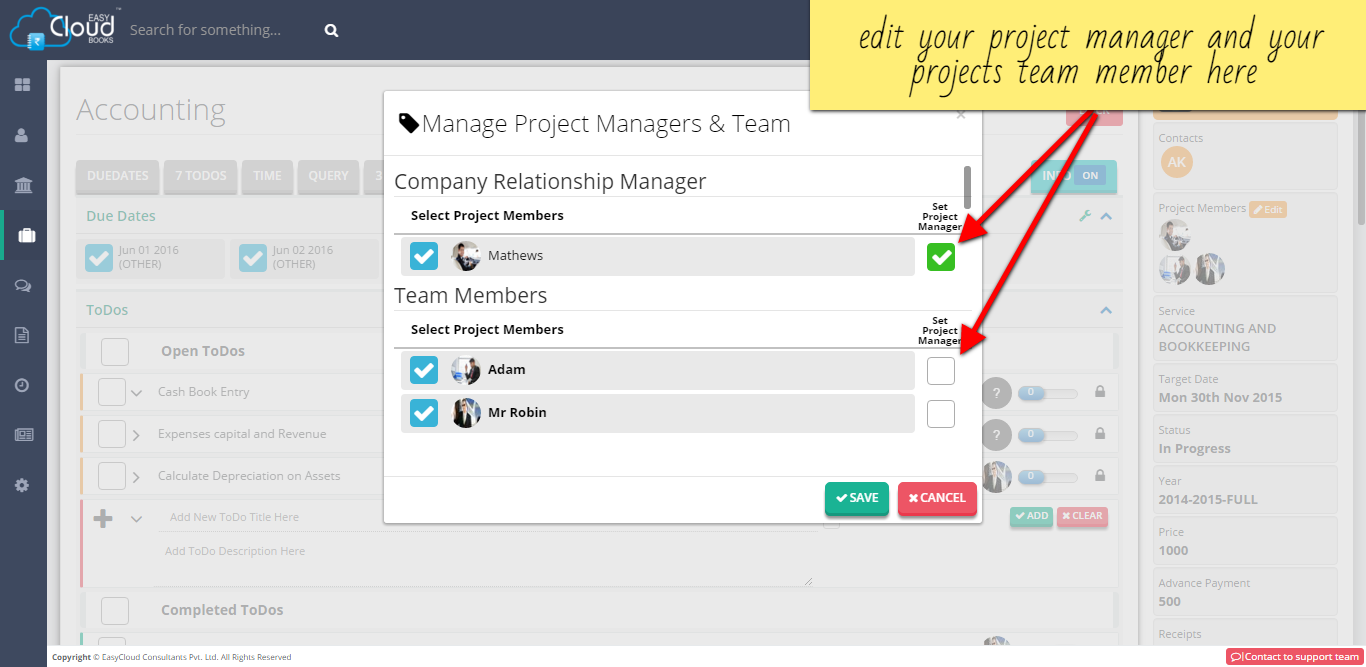 EASY
Cloud
BOOKS
™
Search for something...
edit your project manager and your
projects team member here
Accounting
Manage Project Managers & Team
×
DUEDATES
7 TODOS
TIME
QUERY
INFO
ON
Due Dates
Jun 01 2016
(OTHER)
Jun 02 2016
(OTHER)
ToDos
Open ToDos
Cash Book Entry
? 0
Expenses capital and Revenue
? 0
Calculate Depreciation on Assets
0
Add New ToDo Title Here
ADD
CLEAR
Add ToDo Description Here
Completed ToDos
Company Relationship Manager
Select Project Members
Set
Project
Manager
Mathews
Team Members
Select Project Members
Set
Project
Manager
Adam
Mr Robin
SAVE
CANCEL
Contacts
AK
Project Members Edit
Service
ACCOUNTING AND
BOOKKEEPING
Target Date
Mon 30th Nov 2015
Status
In Progress
Year
2014-2015-FULL
Price
1000
Advance Payment
500
Receipts
Copyright © EasyCloud Consultants Pvt. Ltd. All Rights Reserved
Contact to support team